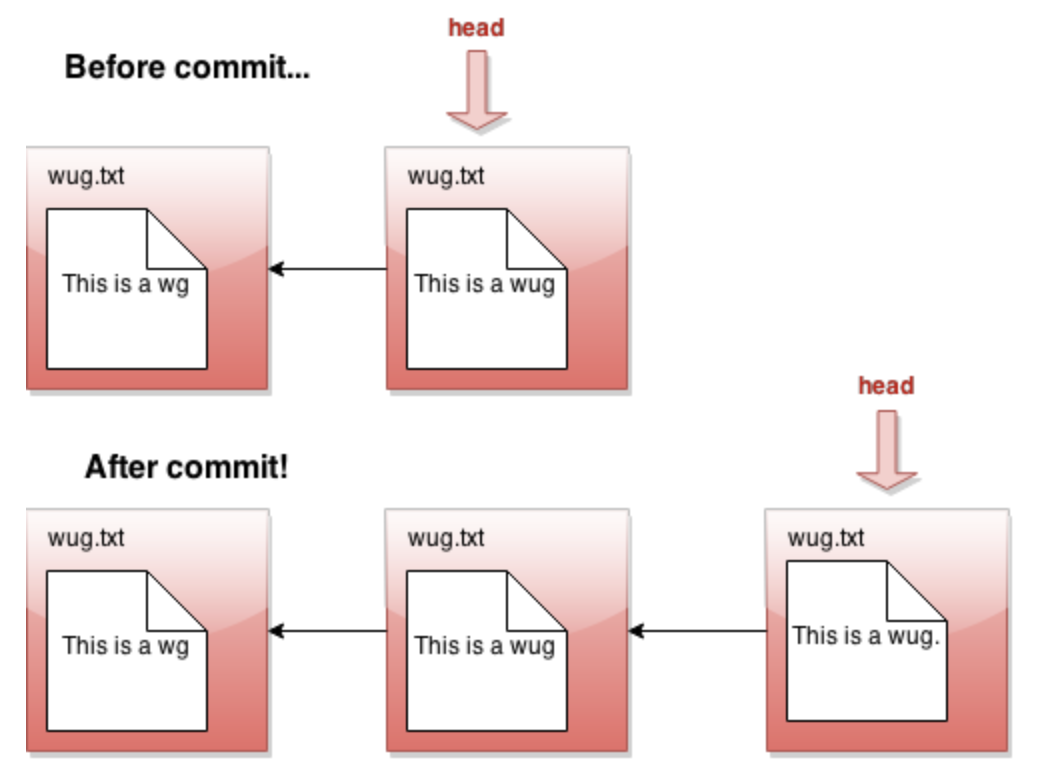 head
Before commit...
wug.txt
wug.txt
This is a wg
This is a wug
head
After commit!
wug.txt
wug.txt
wug.txt
This is a wg
This is a wug
This is a wug.